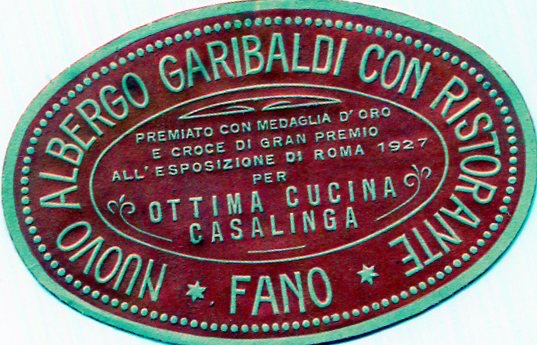 NUOVO ALBERGO GARIBALDI CON RISTORANTE
PREMIATO CON MEDAGLIA D'ORO
E CROCE DI GRAN PREMIO
ALL'ESPOSIZIONE DI ROMA 1927
PER
OTTIMA CUCINA
CASALINGA
★ FANO ★